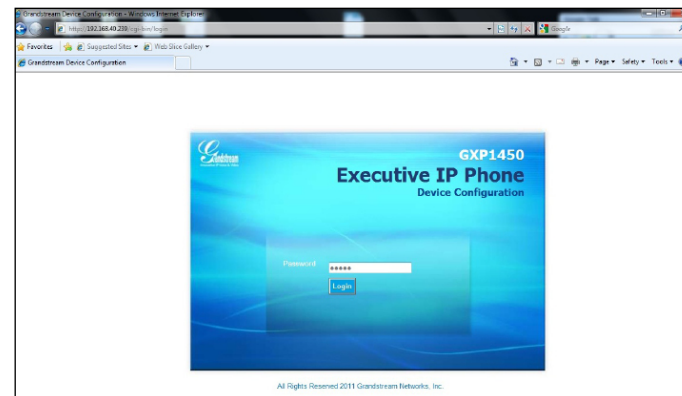 Grandstream Device Configuration - Windows Internet Explorer
192.168.40.239/cgi-bin/login
Google
Favorites Suggested Sites Web Slice Gallery
Grandstream Device Configuration
Page Safety Tools
Grandstream
GXP1450
Executive IP Phone
Device Configuration
Password
Login
All Rights Reserved 2011 Grandstream Networks, Inc.